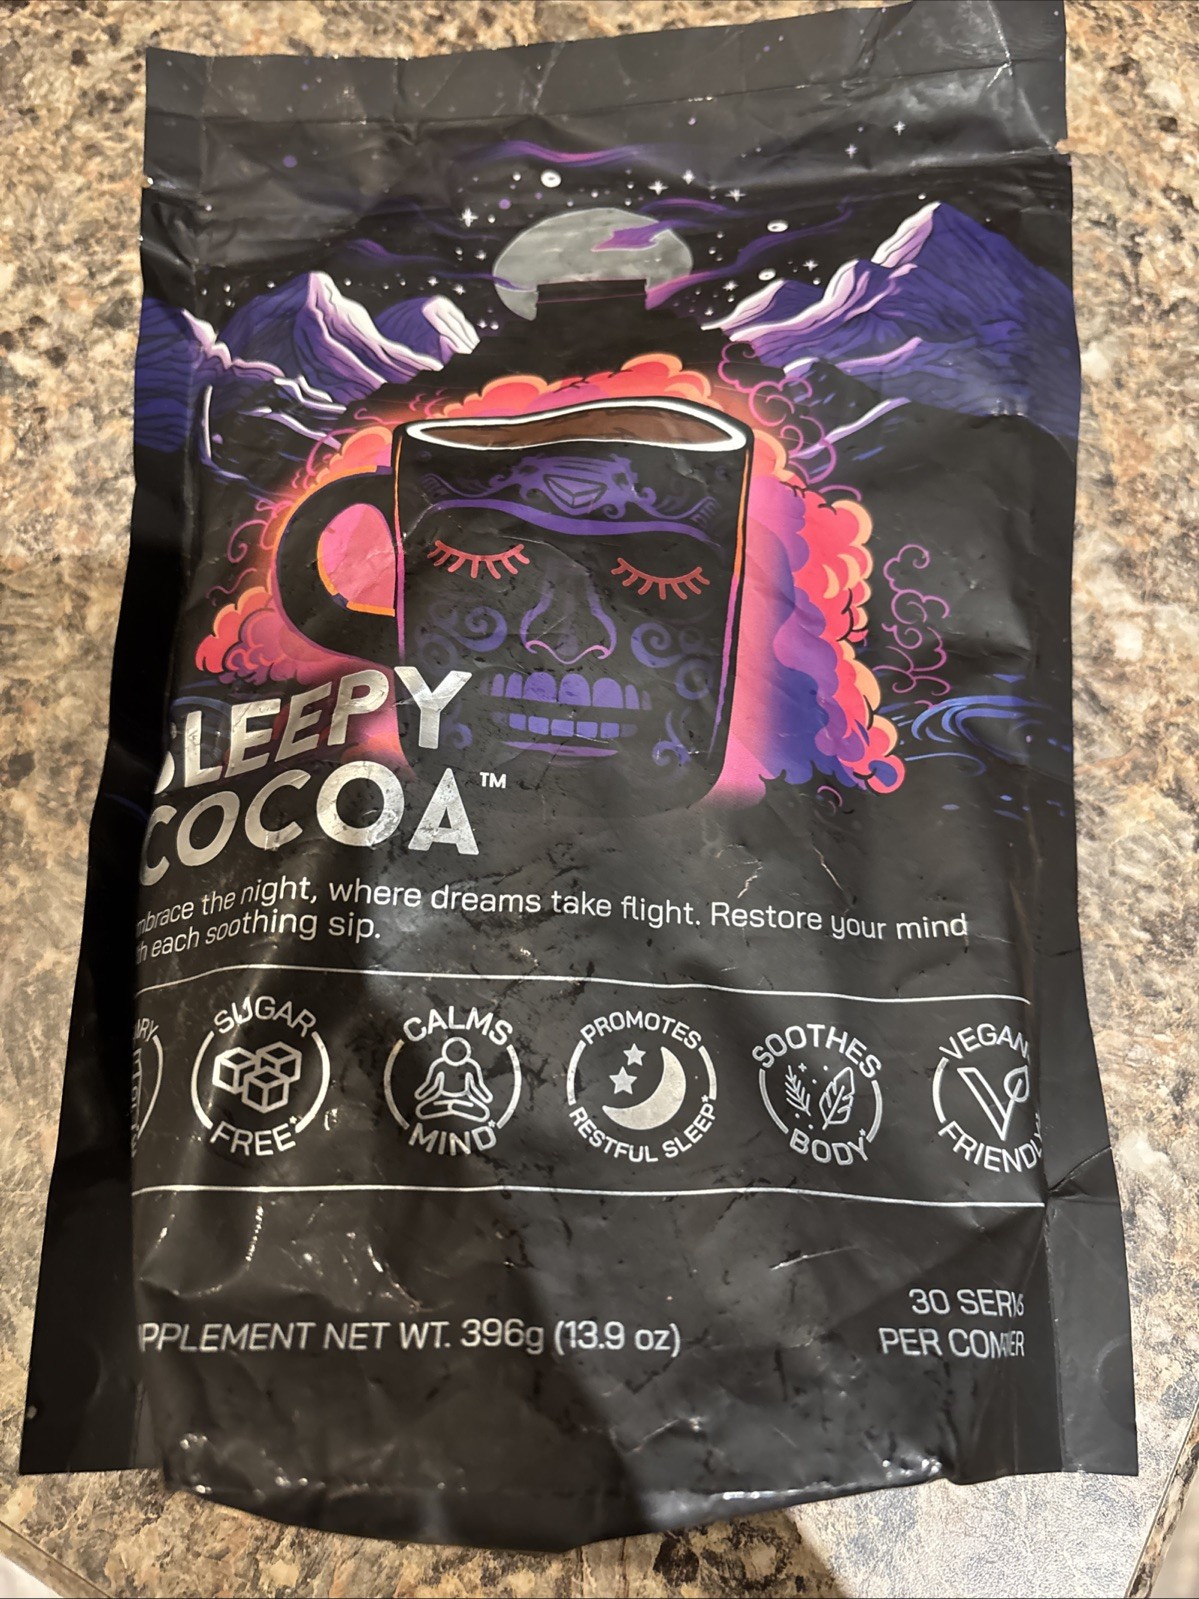 SLEEPY
COCOA™
mbrace the night, where dreams take flight. Restore your mind
th each soothing sip.
SUGAR
FREE*
CALMS
MIND*
PROMOTES
RESTFUL SLEEP*
SOOTHES
BODY*
VEGAN
FRIENDLY
PPLEMENT NET WT. 396g (13.9 oz)
30 SER
PER CON